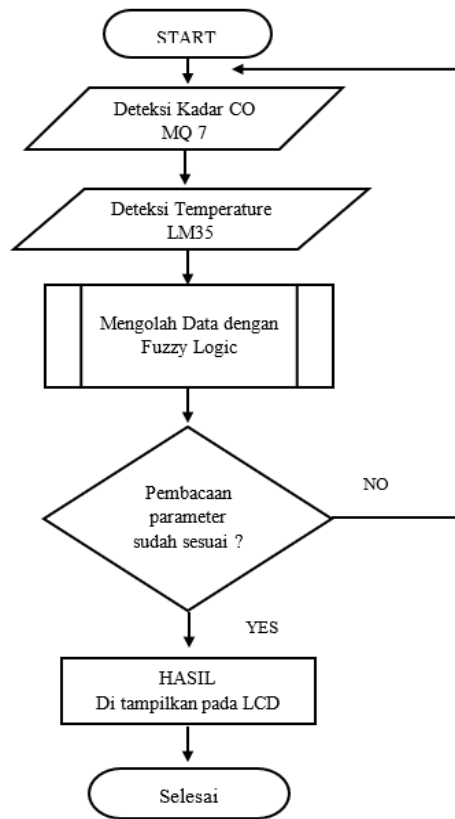 START
Deteksi Kadar CO
MQ 7
Deteksi Temperature
LM35
Mengolah Data dengan
Fuzzy Logic
Pembacaan
parameter
sudah sesuai ?
NO
YES
HASIL
Di tampilkan pada LCD
Selesai